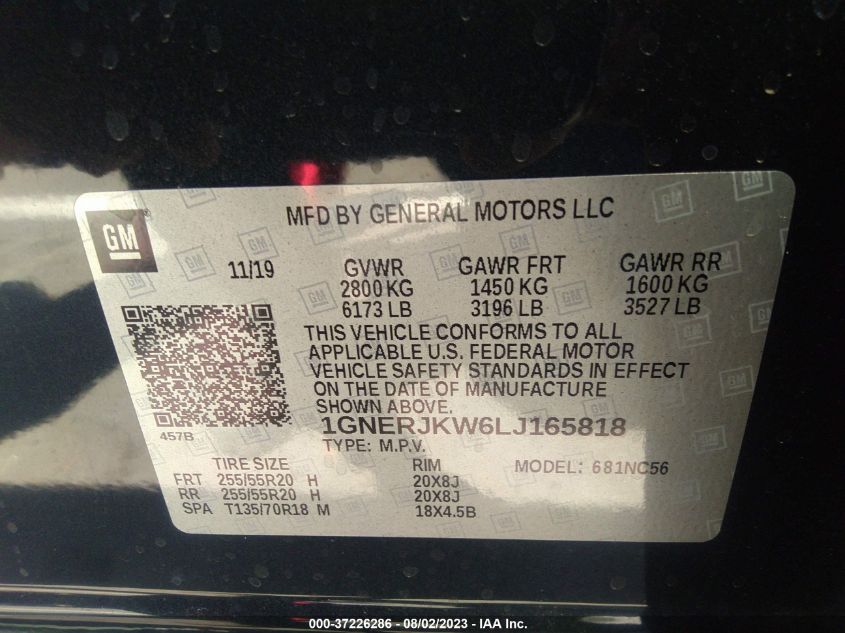 GM
MFD BY GENERAL MOTORS LLC
11/19 GVWR GAWR FRT GAWR RR
2800 KG 1450 KG 1600 KG
6173 LB 3196 LB 3527 LB
THIS VEHICLE CONFORMS TO ALL
APPLICABLE U.S. FEDERAL MOTOR
VEHICLE SAFETY STANDARDS IN EFFECT
ON THE DATE OF MANUFACTURE
SHOWN ABOVE.
457B
1GNERJKW6LJ165818
TYPE: M.P.V.
TIRE SIZE RIM MODEL: 681NC56
FRT 255/55R20 H 20X8J
RR 255/55R20 H 20X8J
SPA T135/70R18 M 18X4.5B
000-37226286 - 08/02/2023 - IAA Inc.